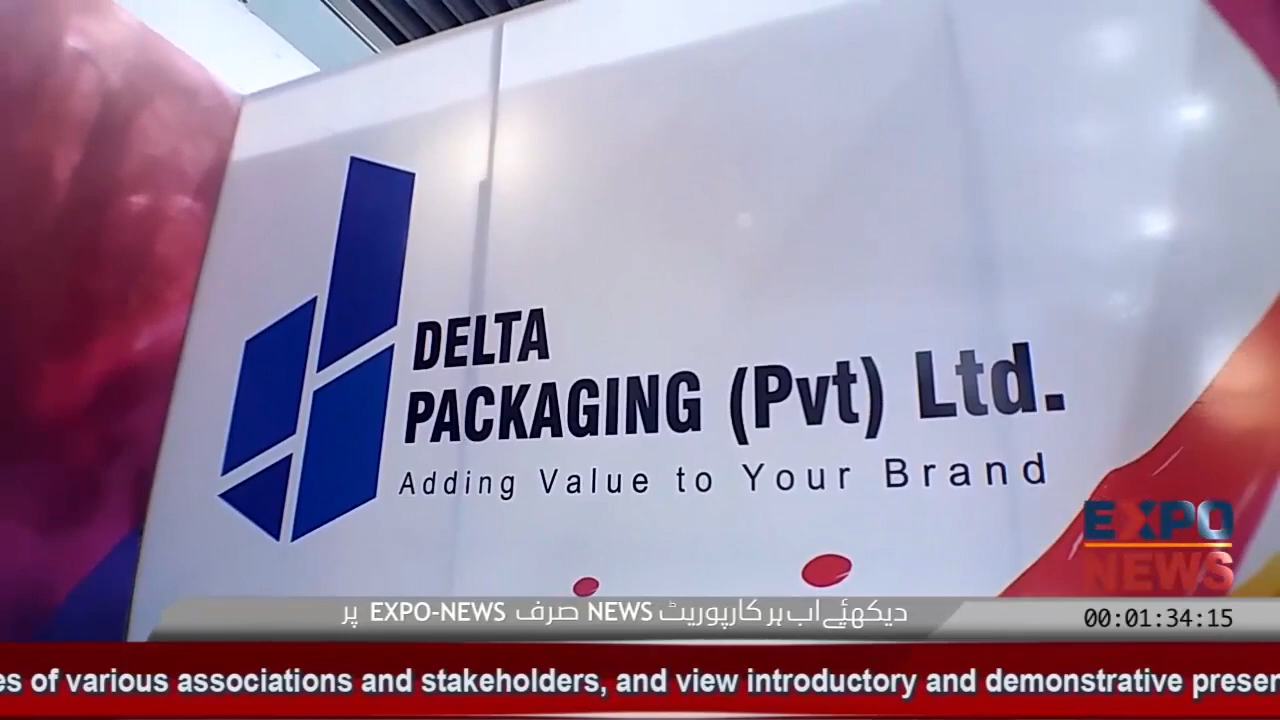 DELTA
PACKAGING (Pvt) Ltd.
Adding Value to Your Brand
EXPO
NEWS
دیکھئے اب ہر کارپوریٹ NEWS صرف EXPO-NEWS پر
00:01:34:15
es of various associations and stakeholders, and view introductory and demonstrative